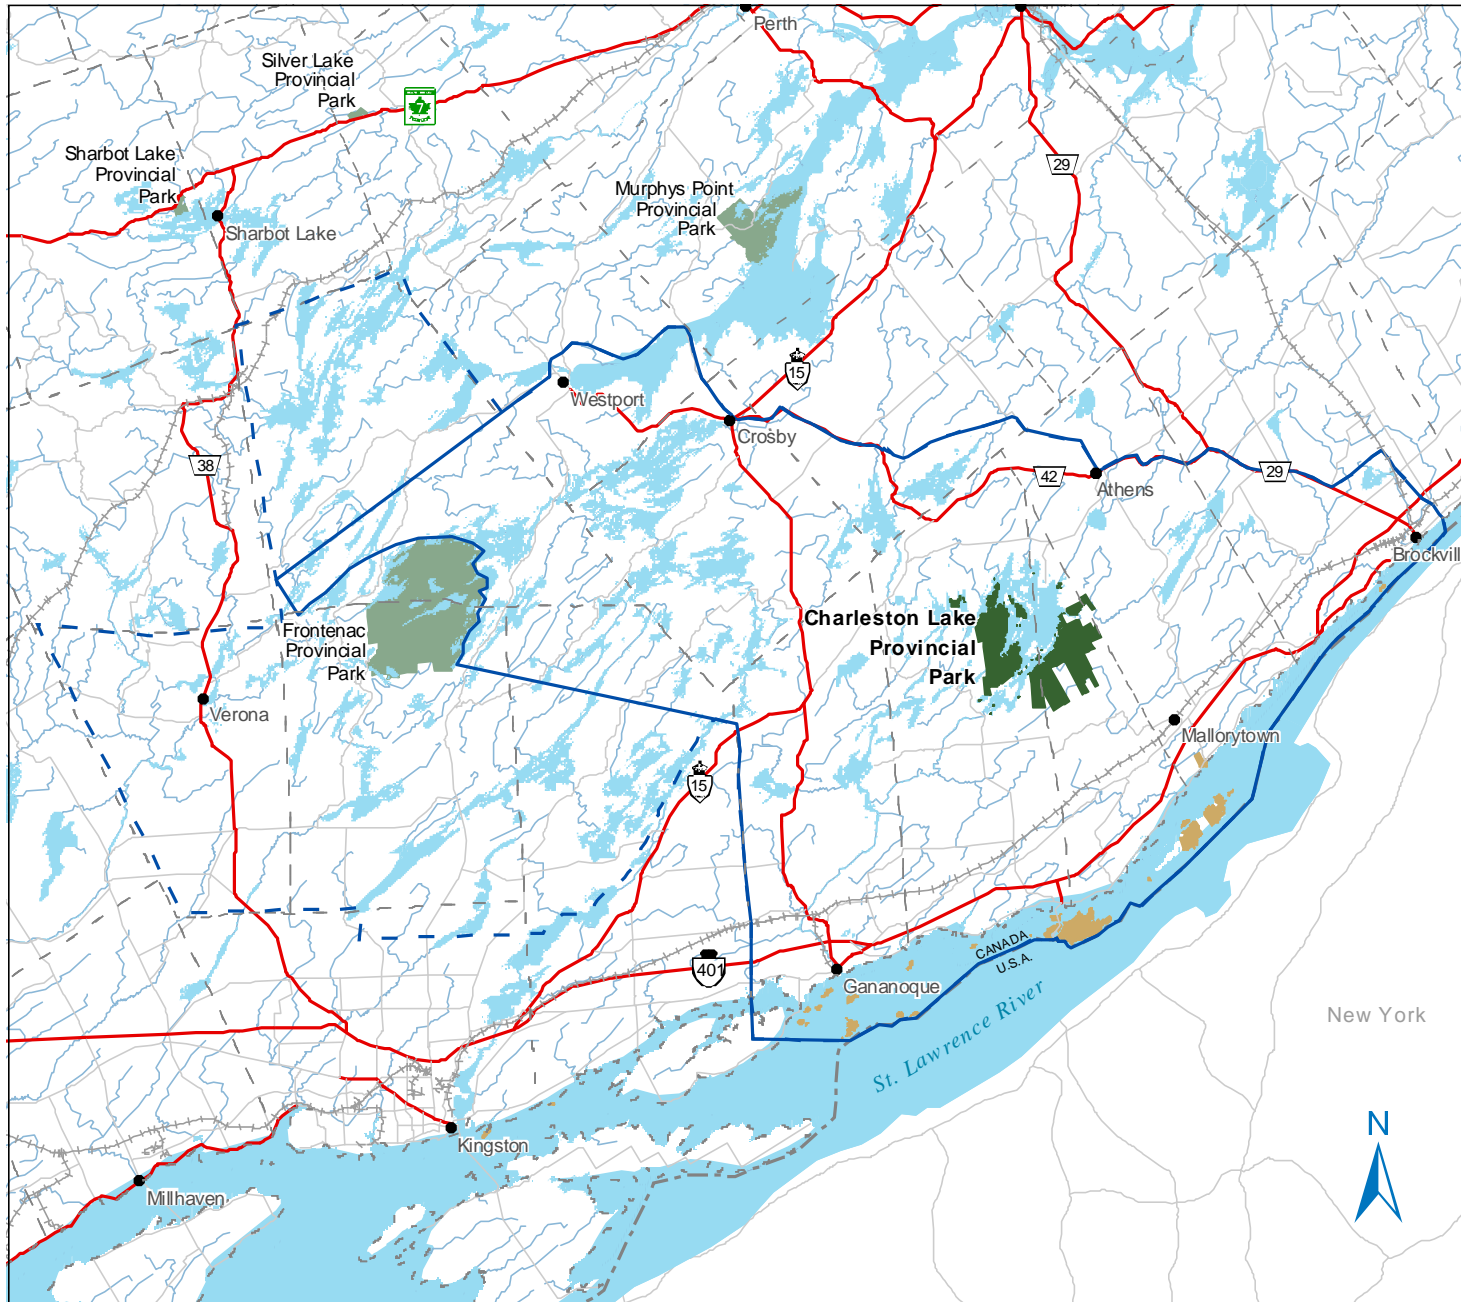 Perth
Silver Lake
Provincial
Park
7
Sharbot Lake
Provincial
Park
29
Murphys Point
Provincial
Park
Sharbot Lake
15
Westport
Crosby
38
42
29
Athens
Brockvill
Charleston Lake
Provincial
Park
Frontenac
Provincial
Park
Verona
Mallorytown
15
CANADA
U.S.A.
401
Gananoque
St. Lawrence River
New York
N
Kingston
Millhaven